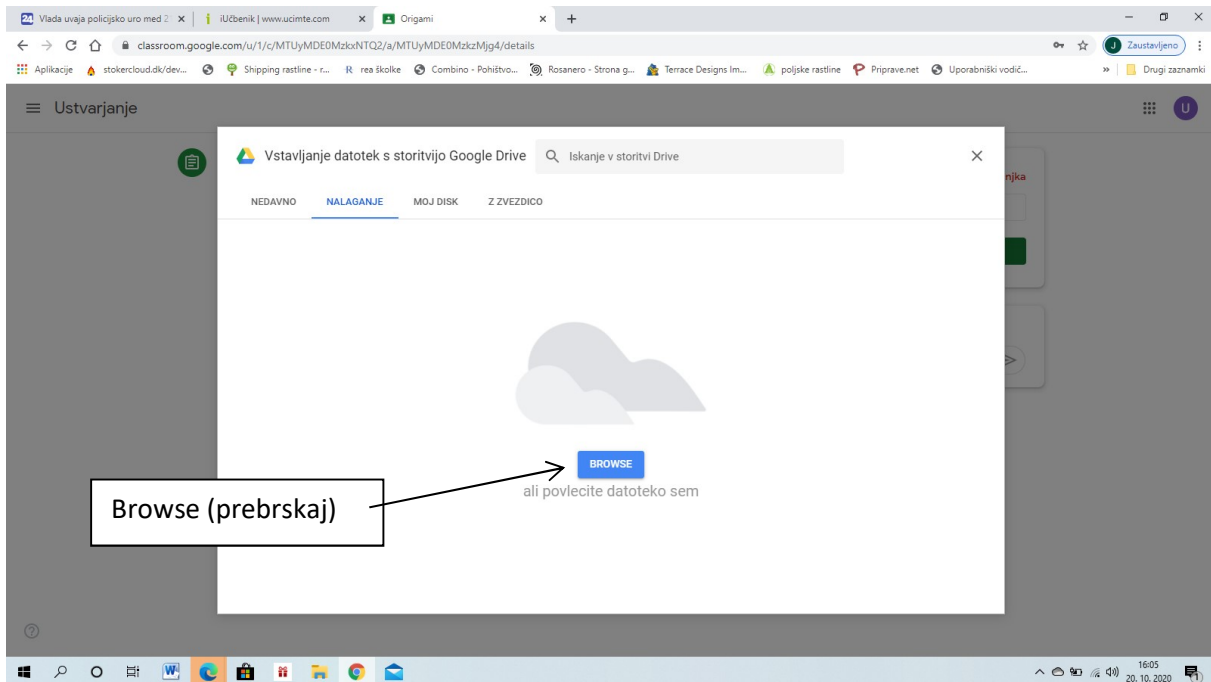 Vlada uvaja policijsko uro med 2
iUčbenik | www.ucimte.com
Origami
classroom.google.com/u/1/c/MTUyMDE0MzkxNTQ2/a/MTUyMDE0MzkzMjg4/details
Zaustavljeno
Aplikacije
stokercloud.dk/dev...
Shipping rastline - r...
rea školke
Combino - Pohištvo...
Rosanero - Strona g...
Terrace Designs Im...
poljske rastline
Priprave.net
Uporabniški vodič...
Drugi zaznamki
Ustvarjanje
U
Vstavljanje datotek s storitvijo Google Drive
Iskanje v storitvi Drive
njka
NEDAVNO
NALAGANJE
MOJ DISK
Z ZVEZDICO
BROWSE
ali povlecite datoteko sem
Browse (prebrskaj)
16:05
20. 10. 2020